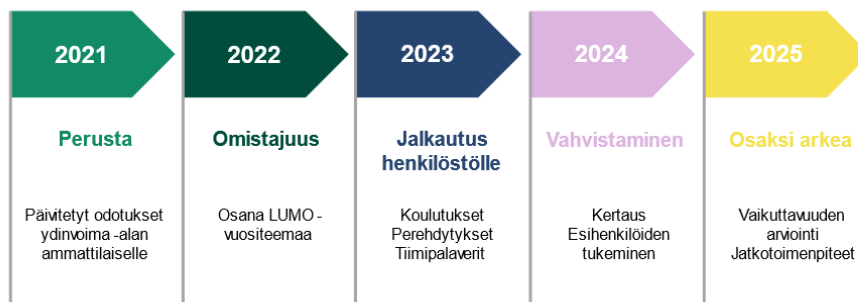 2021
2022
2023
2024
2025
Perusta
Omistajuus
Jalkautus
henkilöstölle
Vahvistaminen
Osaksi arkea
Päivitetyt odotukset
ydinvoima -alan
ammattilaiselle
Osana LUMO -
vuositeemaa
Koulutukset
Perehdytykset
Tiimipalaverit
Kertaus
Esihenkilöiden
tukeminen
Vaikuttavuuden
arviointi
Jatkotoimenpiteet